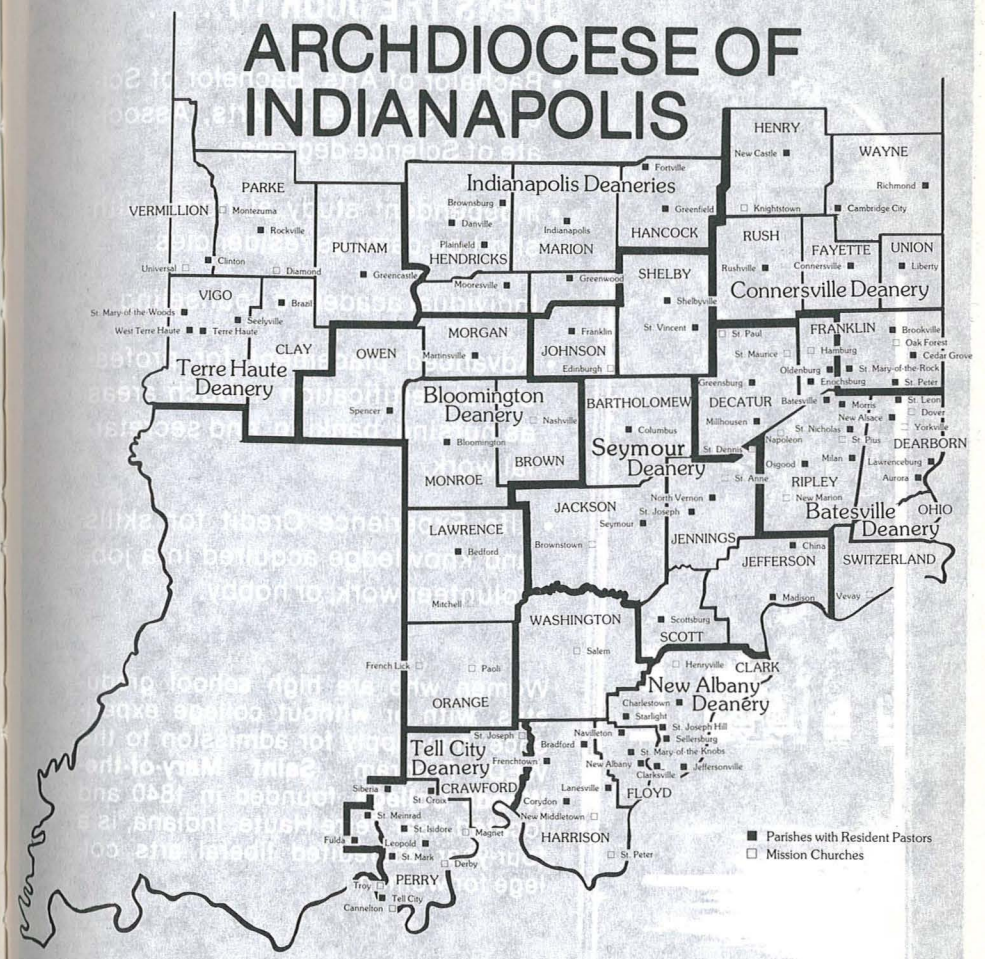 ARCHDIOCESE OF
INDIANAPOLIS
HENRY
New Castle
WAYNE
Richmond
Knightstown
Cambridge City
Fortville
Indianapolis Deaneries
Brownsburg
Danville
Indianapolis
Greenfield
Plainfield
HENDRICKS
MARION
HANCOCK
PARKE
VERMILLION
Montezuma
Rockville
PUTNAM
Clinton
Universal
Diamond
Greencastle
RUSH
FAYETTE
UNION
Rushville
Connersville
Liberty
Connersville Deanery
Mooresville
Greenwood
SHELBY
Shelbyville
St. Vincent
VIGO
Brazil
St. Mary-of-the-Woods
Seelyville
West Terre Haute
Terre Haute
CLAY
Terre Haute
Deanery
MORGAN
Martinsville
OWEN
Spencer
Franklin
JOHNSON
Edinburgh
St. Paul
St. Maurice
FRANKLIN
Brookville
Oak Forest
Hamburg
Cedar Grove
Oldenburg
St. Mary-of-the-Rock
Enochsburg
St. Peter
Greensburg
DECATUR
Millhousen
St. Dennis
Batesville
Morris
St. Leon
New Alsace
Dover
St. Nicholas
Yorkville
Napoleon
St. Pius
DEARBORN
Osgood
Milan
Lawrenceburg
St. Anne
RIPLEY
Aurora
New Marion
Batesville
Deanery
OHIO
Bloomington
Deanery
Nashville
Bloomington
BROWN
MONROE
BARTHOLOMEW
Columbus
Seymour
Deanery
North Vernon
JACKSON
St. Joseph
Seymour
Brownstown
JENNINGS
LAWRENCE
Bedford
Mitchell
China
JEFFERSON
SWITZERLAND
Madison
Vevay
WASHINGTON
Salem
Scottsburg
SCOTT
French Lick
Paoli
ORANGE
Henryville
CLARK
New Albany
Deanery
Charlestown
Starlight
St. Joseph Hill
Navilleton
Sellersburg
Bradford
St. Mary-of-the Knobs
New Albany
Clarksville
Jeffersonville
FLOYD
St. Joseph
Frenchtown
Lanesville
Corydon
New Middletown
HARRISON
St. Peter
Tell City
Deanery
CRAWFORD
Siberia
St. Croix
St. Meinrad
St. Isidore
Magnet
Fulda
Leopold
St. Mark
Derby
PERRY
Troy
Tell City
Cannelton
Parishes with Resident Pastors
Mission Churches